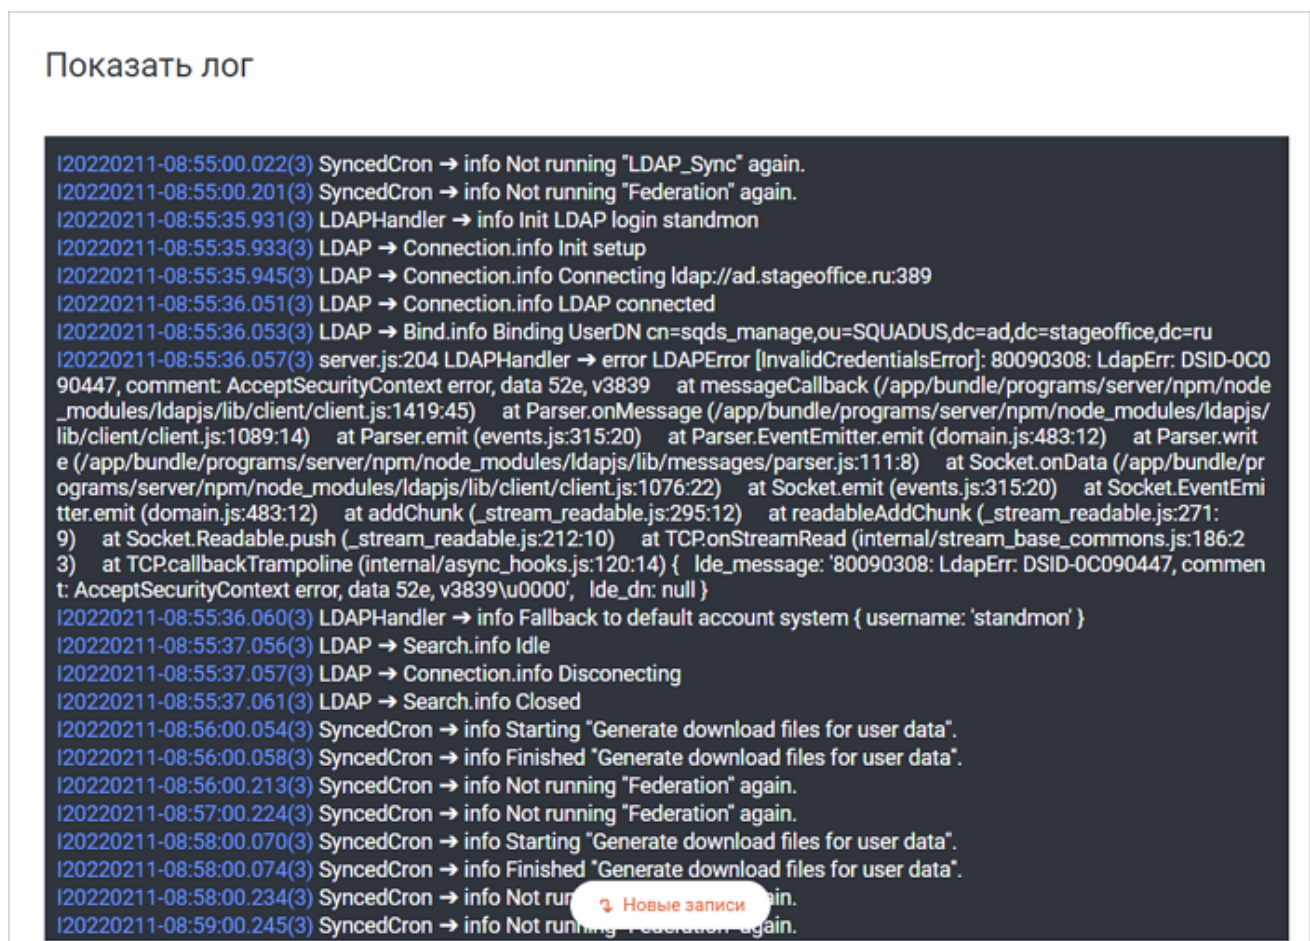 Показать лог
I20220211-08:55:00.022(3) SyncedCron ➔ info Not running "LDAP_Sync" again.
I20220211-08:55:00.201(3) SyncedCron ➔ info Not running "Federation" again.
I20220211-08:55:35.931(3) LDAPHandler ➔ info Init LDAP login standmon
I20220211-08:55:35.933(3) LDAP ➔ Connection.info Init setup
I20220211-08:55:35.945(3) LDAP ➔ Connection.info Connecting ldap://ad.stageoffice.ru:389
I20220211-08:55:36.051(3) LDAP ➔ Connection.info LDAP connected
I20220211-08:55:36.053(3) LDAP ➔ Bind.info Binding UserDN cn=sqds_manage,ou=SQUADUS,dc=ad,dc=stageoffice,dc=ru
I20220211-08:55:36.057(3) server.js:204 LDAPHandler ➔ error LDAPError [InvalidCredentialsError]: 80090308: LdapErr: DSID-0C0
90447, comment: AcceptSecurityContext error, data 52e, v3839 at messageCallback (/app/bundle/programs/server/npm/node
_modules/ldapjs/lib/client/client.js:1419:45) at Parser.onMessage (/app/bundle/programs/server/npm/node_modules/ldapjs/
lib/client/client.js:1089:14) at Parser.emit (events.js:315:20) at Parser.EventEmitter.emit (domain.js:483:12) at Parser.writ
e (/app/bundle/programs/server/npm/node_modules/ldapjs/lib/messages/parser.js:111:8) at Socket.onData (/app/bundle/pr
ograms/server/npm/node_modules/ldapjs/lib/client/client.js:1076:22) at Socket.emit (events.js:315:20) at Socket.EventEmi
tter.emit (domain.js:483:12) at addChunk (_stream_readable.js:295:12) at readableAddChunk (_stream_readable.js:271:
9) at Socket.Readable.push (_stream_readable.js:212:10) at TCP.onStreamRead (internal/stream_base_commons.js:186:2
3) at TCP.callbackTrampoline (internal/async_hooks.js:120:14) { lde_message: '80090308: LdapErr: DSID-0C090447, commen
t: AcceptSecurityContext error, data 52e, v3839\u0000', lde_dn: null }
I20220211-08:55:36.060(3) LDAPHandler ➔ info Fallback to default account system { username: 'standmon' }
I20220211-08:55:37.056(3) LDAP ➔ Search.info Idle
I20220211-08:55:37.057(3) LDAP ➔ Connection.info Disconecting
I20220211-08:55:37.061(3) LDAP ➔ Search.info Closed
I20220211-08:56:00.054(3) SyncedCron ➔ info Starting "Generate download files for user data".
I20220211-08:56:00.058(3) SyncedCron ➔ info Finished "Generate download files for user data".
I20220211-08:56:00.213(3) SyncedCron ➔ info Not running "Federation" again.
I20220211-08:57:00.224(3) SyncedCron ➔ info Not running "Federation" again.
I20220211-08:58:00.070(3) SyncedCron ➔ info Starting "Generate download files for user data".
I20220211-08:58:00.074(3) SyncedCron ➔ info Finished "Generate download files for user data".
I20220211-08:58:00.234(3) SyncedCron ➔ info Not
Новые записи
I20220211-08:59:00.245(3) SyncedCron ➔ info Not again.